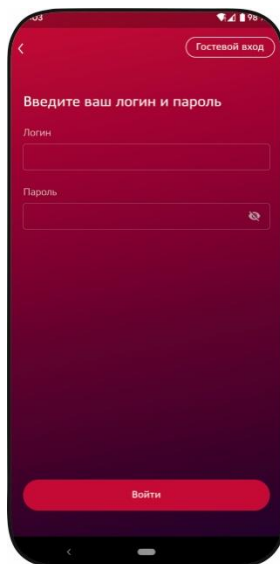 Гостевой вход
Введите ваш логин и пароль
Логин
Пароль
Войти